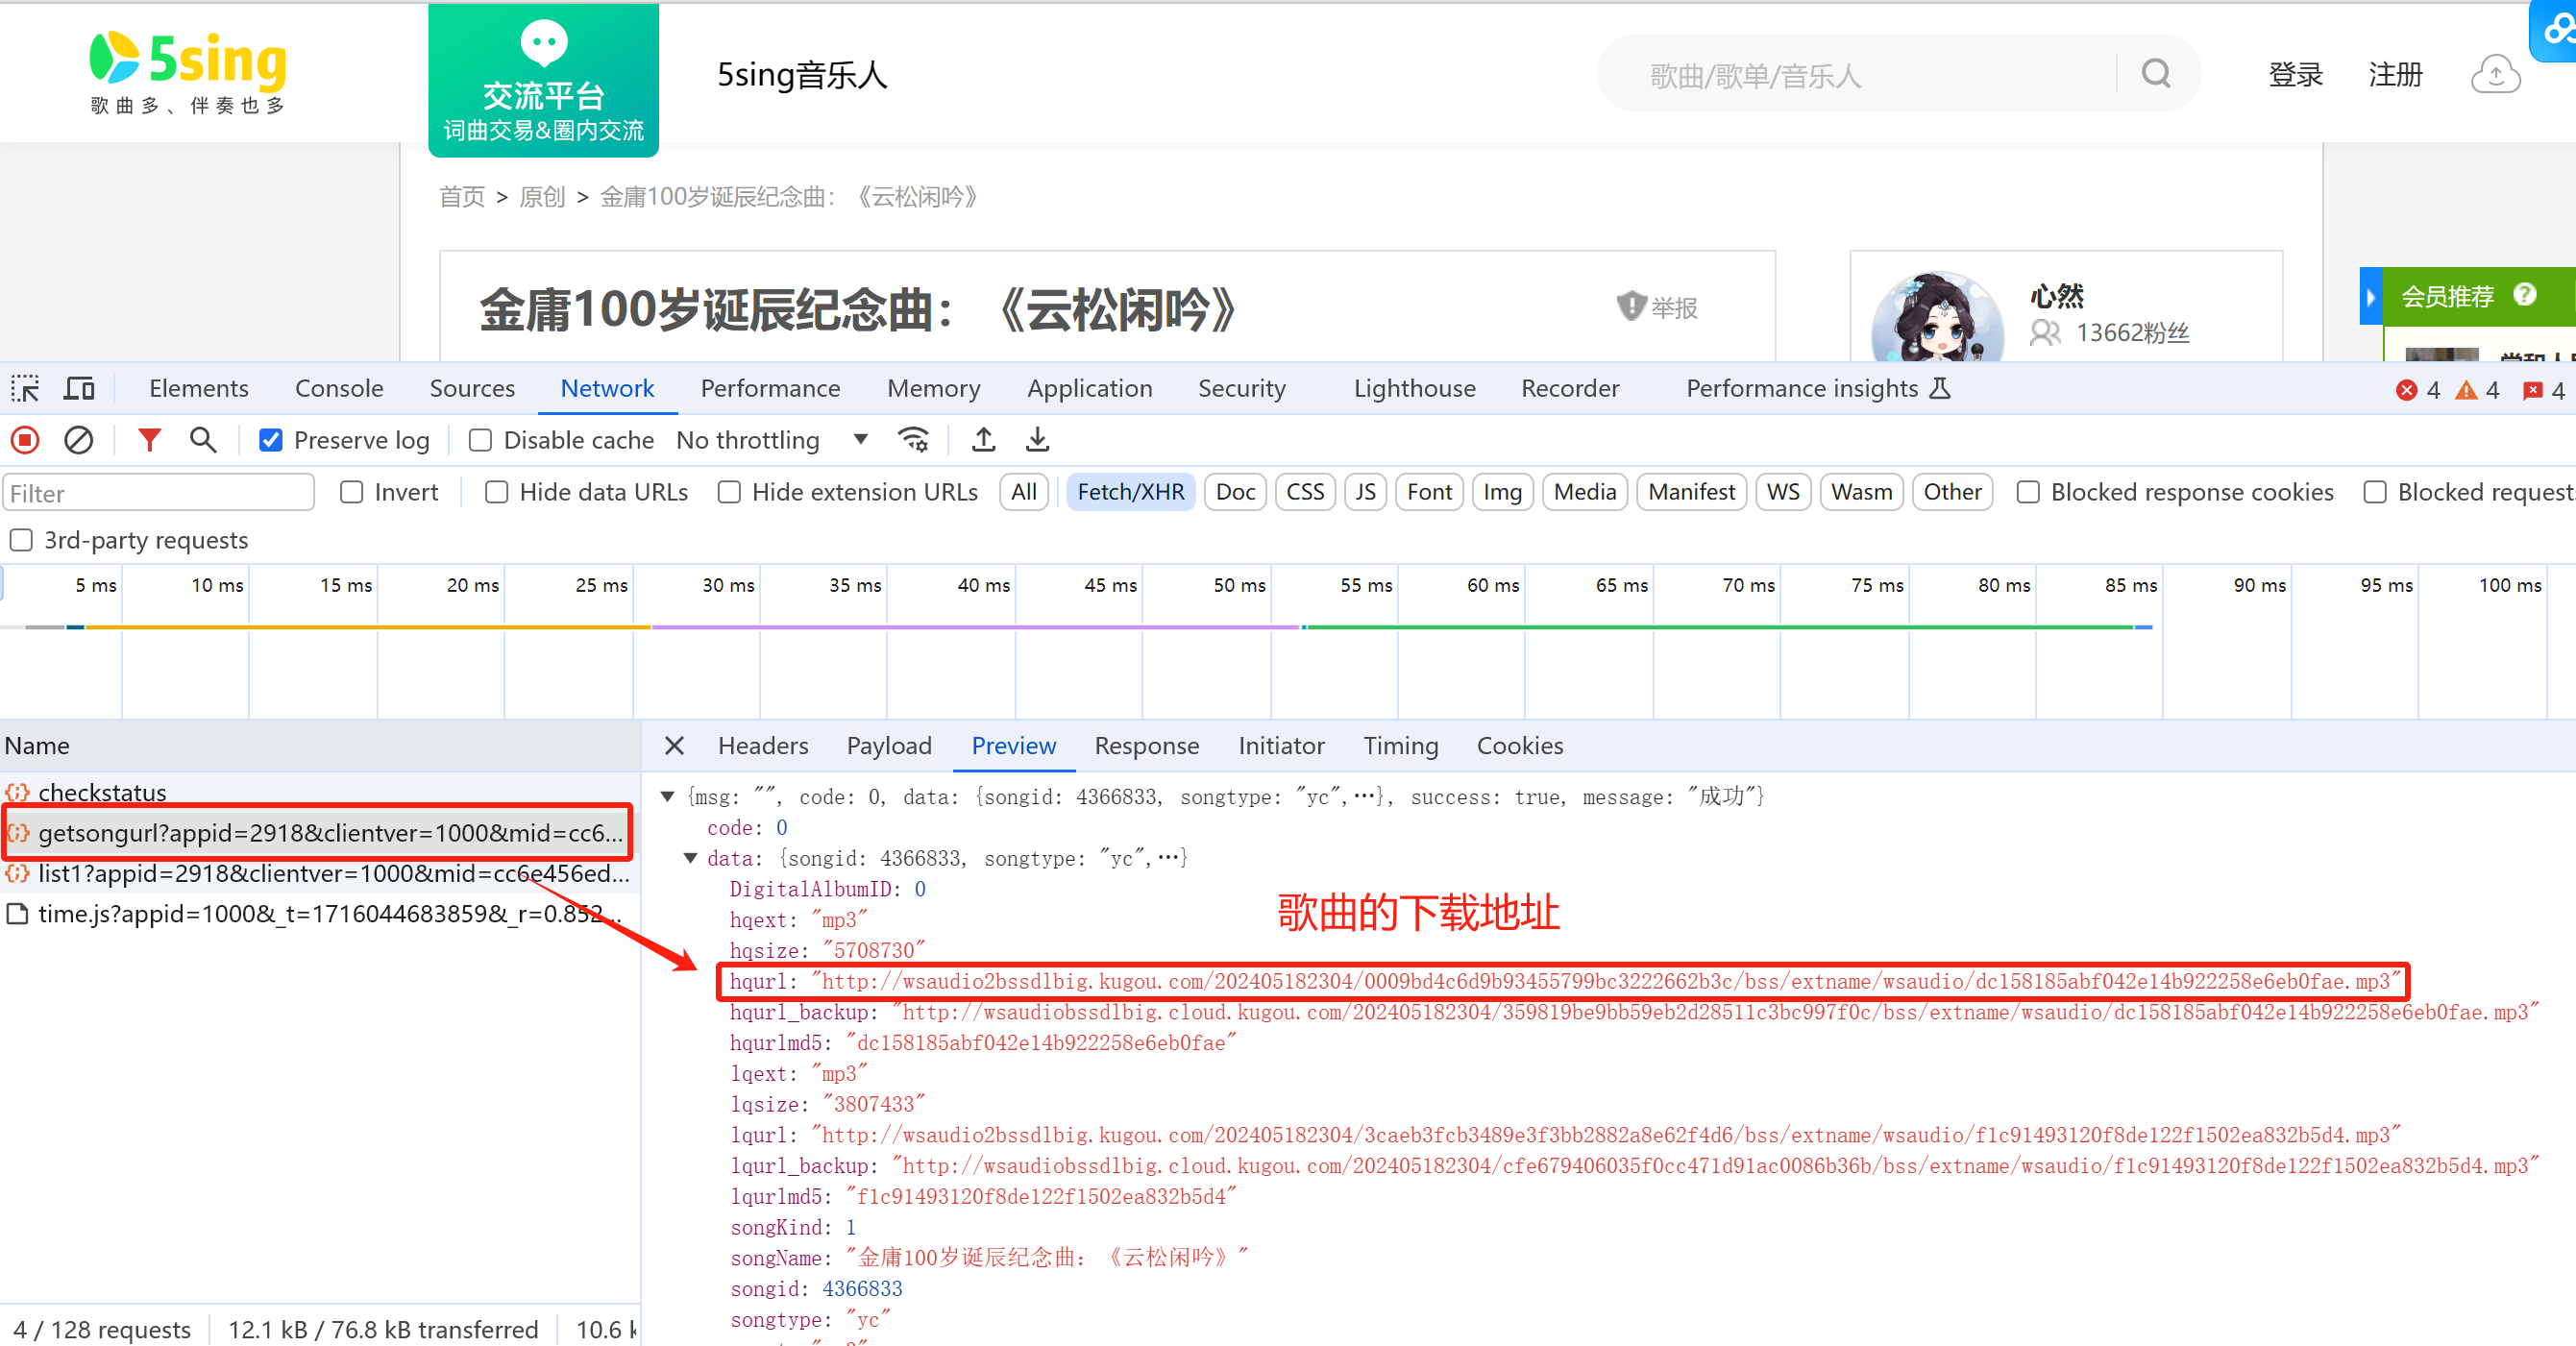 5sing
歌曲多、伴奏也多
交流平台
词曲交易&圈内交流
5sing音乐人
歌曲/歌单/音乐人
登录 注册
首页 > 原创 > 金庸100岁诞辰纪念曲：《云松闲吟》
金庸100岁诞辰纪念曲：《云松闲吟》
举报
心然
13662粉丝
会员推荐 ?
Elements Console Sources Network Performance Memory Application Security Lighthouse Recorder Performance insights 4 4 4
Preserve log Disable cache No throttling
Filter Invert Hide data URLs Hide extension URLs All Fetch/XHR Doc CSS JS Font Img Media Manifest WS Wasm Other Blocked response cookies Blocked request
3rd-party requests
5 ms 10 ms 15 ms 20 ms 25 ms 30 ms 35 ms 40 ms 45 ms 50 ms 55 ms 60 ms 65 ms 70 ms 75 ms 80 ms 85 ms 90 ms 95 ms 100 ms
Name
checkstatus
getsongurl?appid=2918&clientver=1000&mid=cc6...
list1?appid=2918&clientver=1000&mid=cc6e456ed...
time.js?appid=1000&_t=1716044683859&_r=0.852...
4 / 128 requests 12.1 kB / 76.8 kB transferred 10.6 k
Headers Payload Preview Response Initiator Timing Cookies
{msg: "", code: 0, data: {songid: 4366833, songtype: "yc",…}, success: true, message: "成功"}
code: 0
data: {songid: 4366833, songtype: "yc",…}
DigitalAlbumID: 0
hqext: "mp3"
歌曲的下载地址
hqsize: "5708730"
hqurl: "http://wsaudio2bssdlbig.kugou.com/202405182304/0009bd4c6d9b93455799bc3222662b3c/bss/extname/wsaudio/dc158185abf042e14b922258e6eb0fae.mp3"
hqurl_backup: "http://wsaudiobssdlbig.cloud.kugou.com/202405182304/359819be9bb59eb2d28511c3bc997f0c/bss/extname/wsaudio/dc158185abf042e14b922258e6eb0fae.mp3"
hqurlmd5: "dc158185abf042e14b922258e6eb0fae"
lqext: "mp3"
lqsize: "3807433"
lqurl: "http://wsaudio2bssdlbig.kugou.com/202405182304/3caeb3fcb3489e3f3bb2882a8e62f4d6/bss/extname/wsaudio/f1c91493120f8de122f1502ea832b5d4.mp3"
lqurl_backup: "http://wsaudiobssdlbig.cloud.kugou.com/202405182304/cfe679406035f0cc471d91ac0086b36b/bss/extname/wsaudio/f1c91493120f8de122f1502ea832b5d4.mp3"
lqurlmd5: "f1c91493120f8de122f1502ea832b5d4"
songKind: 1
songName: "金庸100岁诞辰纪念曲：《云松闲吟》"
songid: 4366833
songtype: "yc"